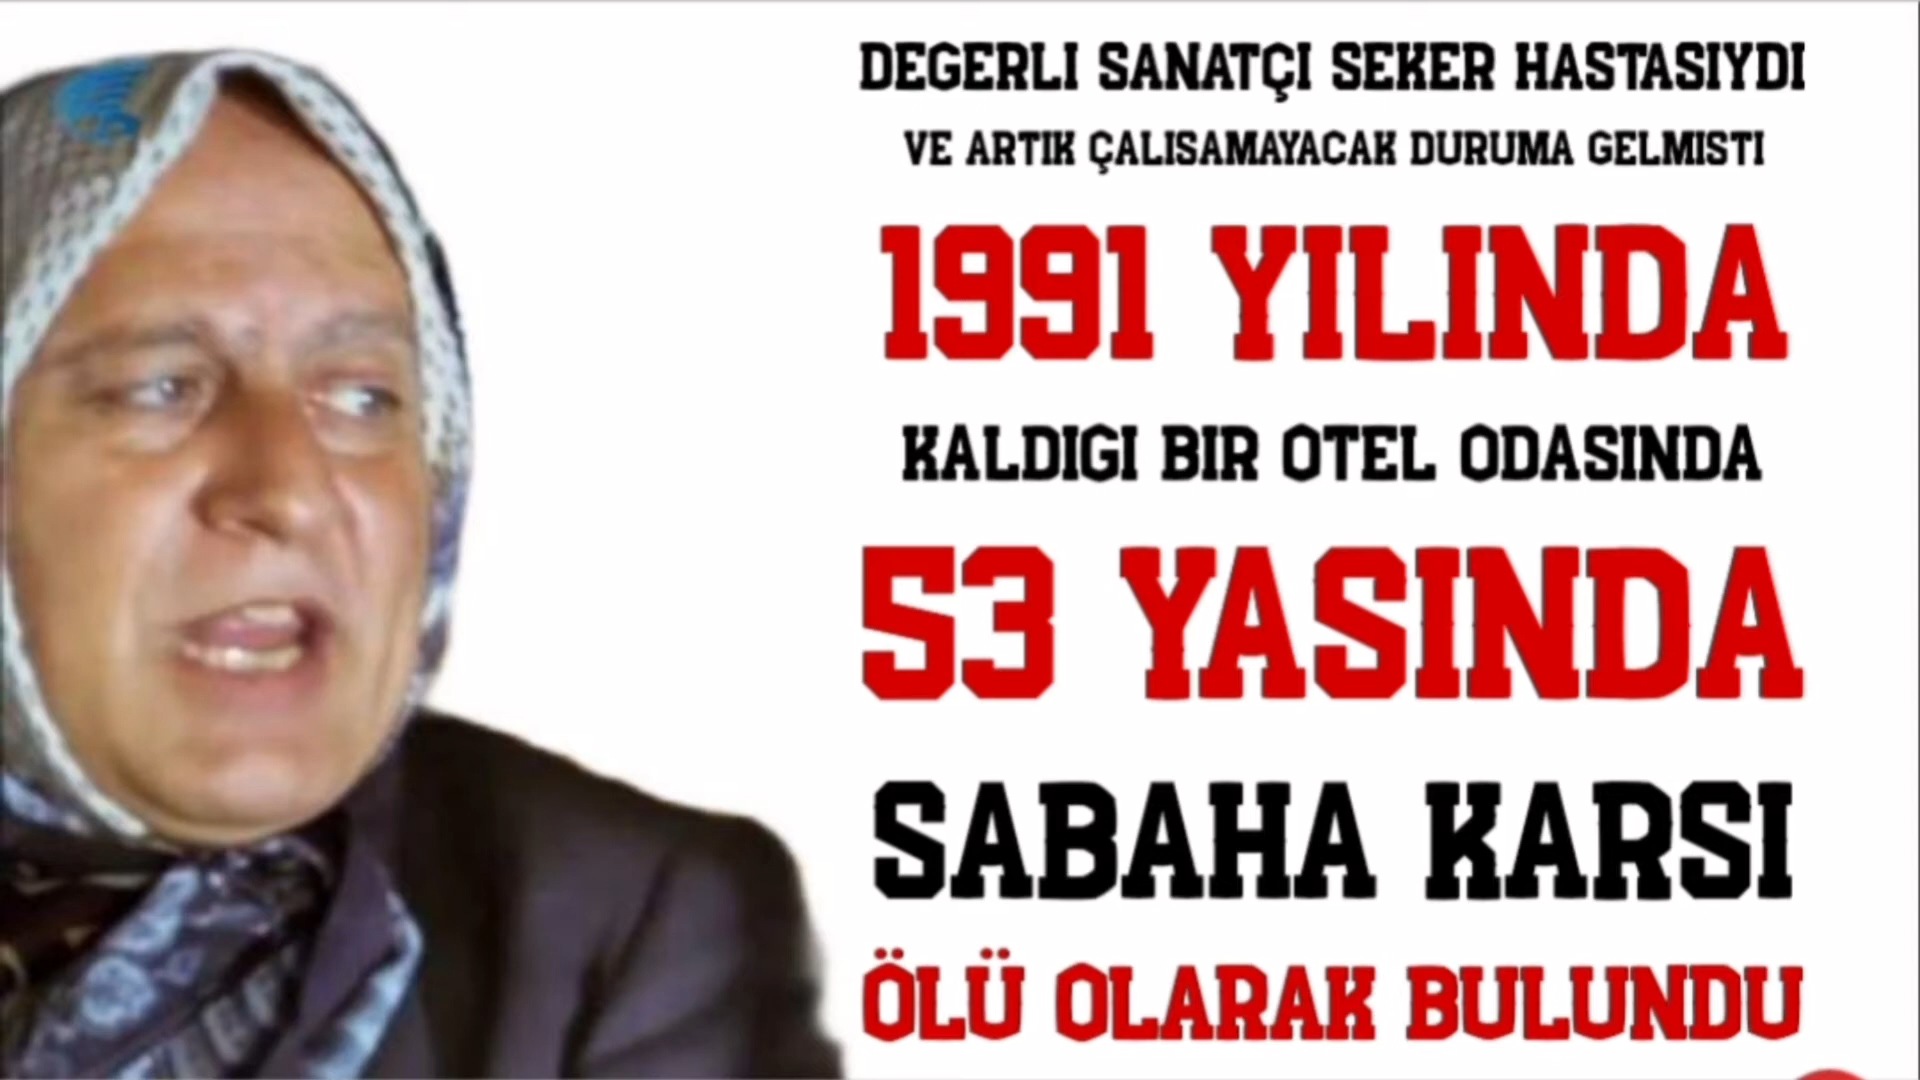 DEGERLI SANATÇI SEKER HASTASIYDI
VE ARTIK ÇALISAMAYACAK DURUMA GELMISTI
1991 YILINDA
KALDIGI BIR OTEL ODASINDA
53 YASINDA
SABAHA KARSI
ÖLÜ OLARAK BULUNDU